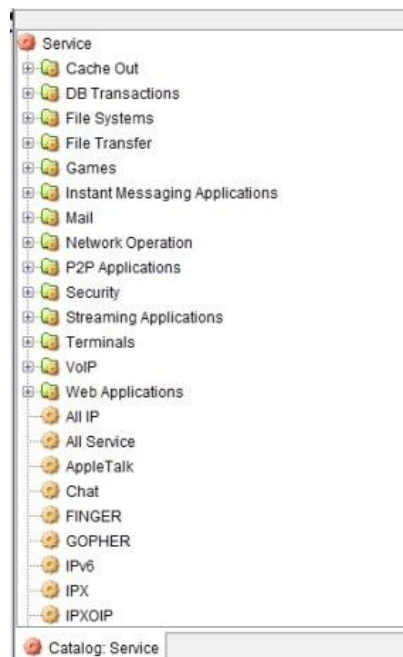 Service
Cache Out
DB Transactions
File Systems
File Transfer
Games
Instant Messaging Applications
Mail
Network Operation
P2P Applications
Security
Streaming Applications
Terminals
VoIP
Web Applications
All IP
All Service
AppleTalk
Chat
FINGER
GOPHER
IPv6
IPX
IPXOIP
Catalog: Service